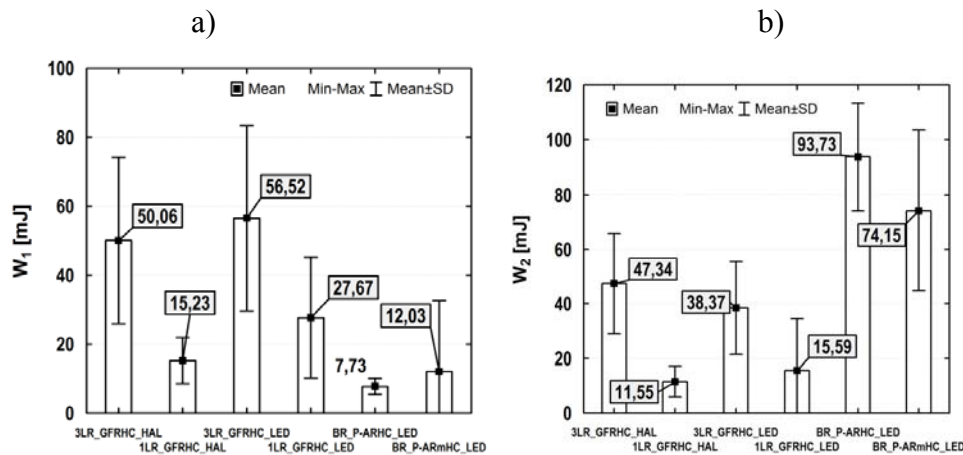 a)
100
80
60
40
20
0
W1 [mJ]
Mean Min-Max Mean±SD
50,06
15,23
56,52
27,67
7,73
12,03
3LR_GFRHC_HAL 3LR_GFRHC_LED BR_P-ARHC_LED
1LR_GFRHC_HAL 1LR_GFRHC_LED BR_P-ARmHC_LED
b)
120
100
80
60
40
20
0
W2 [mJ]
Mean Min-Max Mean±SD
47,34
11,55
38,37
15,59
93,73
74,15
3LR_GFRHC_HAL 3LR_GFRHC_LED BR_P-ARHC_LED
1LR_GFRHC_HAL 1LR_GFRHC_LED BR_P-ARmHC_LED